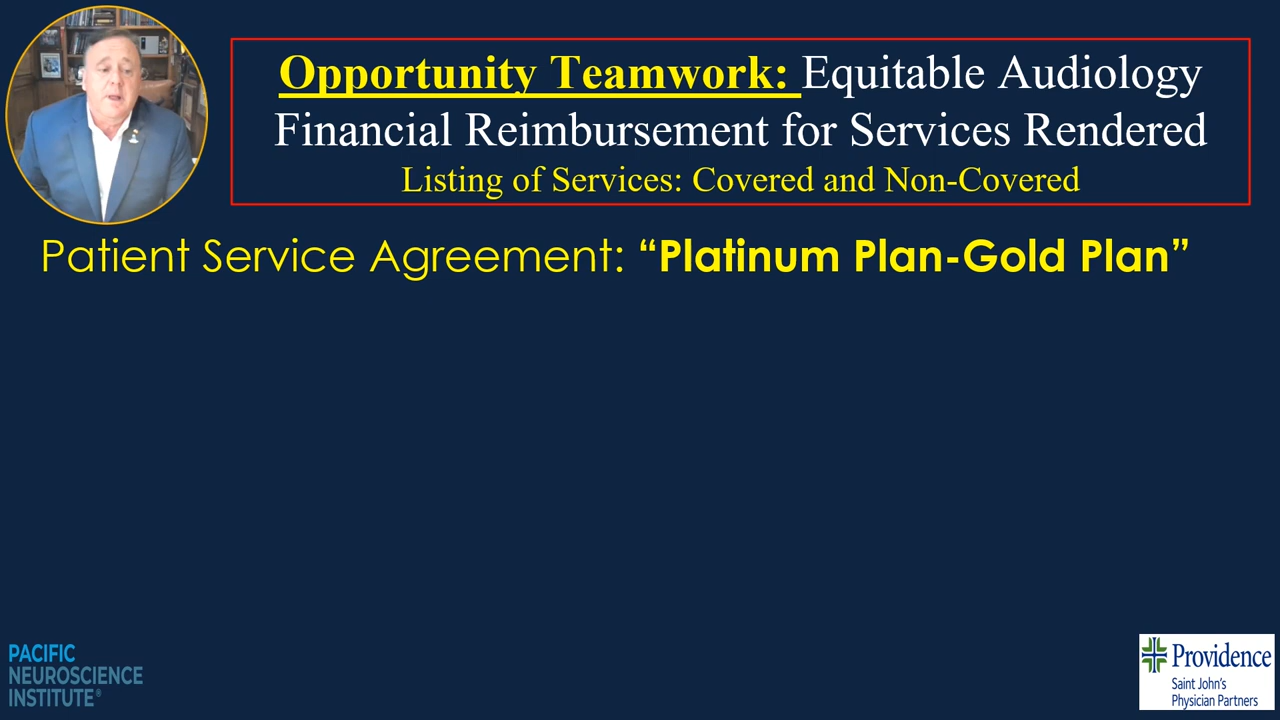 Opportunity Teamwork: Equitable Audiology
Financial Reimbursement for Services Rendered
Listing of Services: Covered and Non-Covered
Patient Service Agreement: “Platinum Plan-Gold Plan”
PACIFIC
NEUROSCIENCE
INSTITUTE®
Providence
Saint John's
Physician Partners